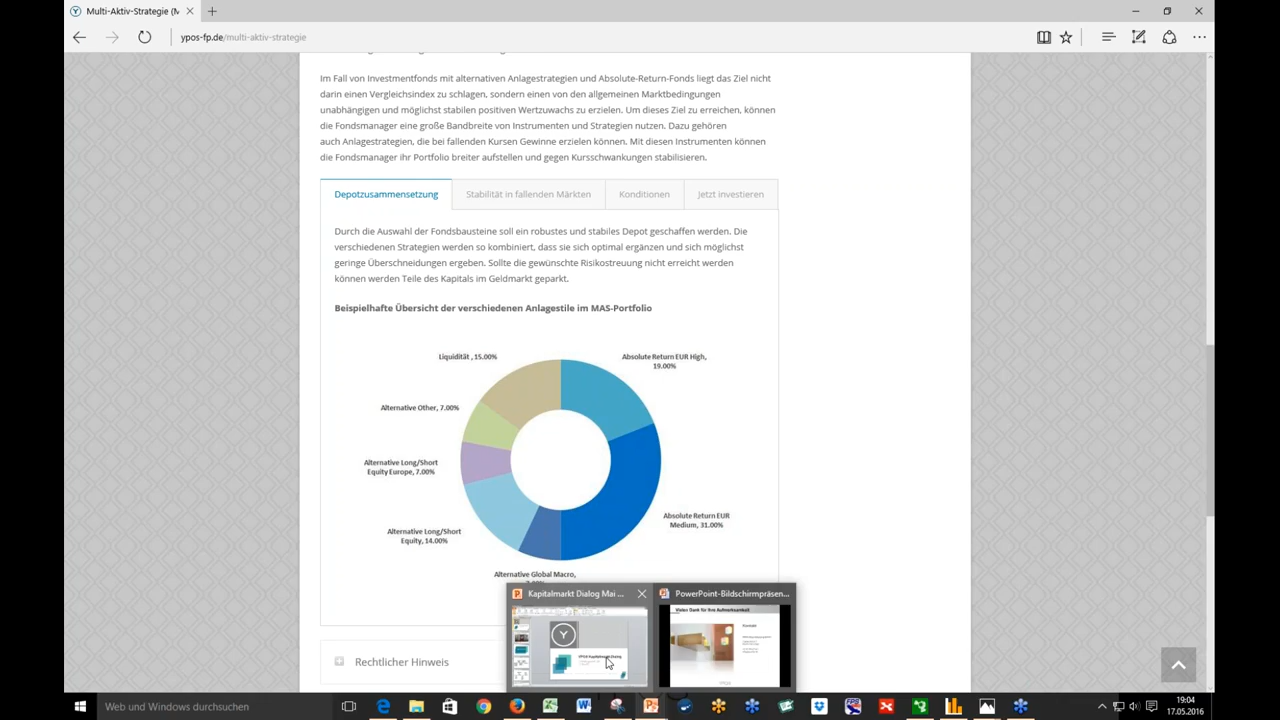 Multi-Aktiv-Strategie (M
ypos-fp.de/multi-aktiv-strategie
Im Fall von Investmentfonds mit alternativen Anlagestrategien und Absolute-Return-Fonds liegt das Ziel nicht
darin einen Vergleichsindex zu schlagen, sondern einen von den allgemeinen Marktbedingungen
unabhängigen und möglichst stabilen positiven Wertzuwachs zu erzielen. Um dieses Ziel zu erreichen, können
die Fondsmanager eine große Bandbreite von Instrumenten und Strategien nutzen. Dazu gehören
auch Anlagestrategien, die bei fallenden Kursen Gewinne erzielen können. Mit diesen Instrumenten können
die Fondsmanager ihr Portfolio breiter aufstellen und gegen Kursschwankungen stabilisieren.
Depotzusammensetzung
Stabilität in fallenden Märkten
Konditionen
Jetzt investieren
Durch die Auswahl der Fondsbausteine soll ein robustes und stabiles Depot geschaffen werden. Die
verschiedenen Strategien werden so kombiniert, dass sie sich optimal ergänzen und sich möglichst
geringe Überschneidungen ergeben. Sollte die gewünschte Risikostreuung nicht erreicht werden
können werden Teile des Kapitals im Geldmarkt geparkt.
Beispielhafte Übersicht der verschiedenen Anlagestile im MAS-Portfolio
Liquidität , 15.00%
Absolute Return EUR High,
19.00%
Alternative Other, 7.00%
Alternative Long/Short
Equity Europe, 7.00%
Absolute Return EUR
Medium, 31.00%
Alternative Long/Short
Equity, 14.00%
Alternative Global Macro,
Kapitalmarkt Dialog Mai ...
PowerPoint-Bildschirmpräsen...
Vielen Dank für Ihre Aufmerksamkeit
Kontakt
Y
YPOS Kapitalmarkt Dialog
Rechtlicher Hinweis
Web und Windows durchsuchen
19:04
17.05.2016